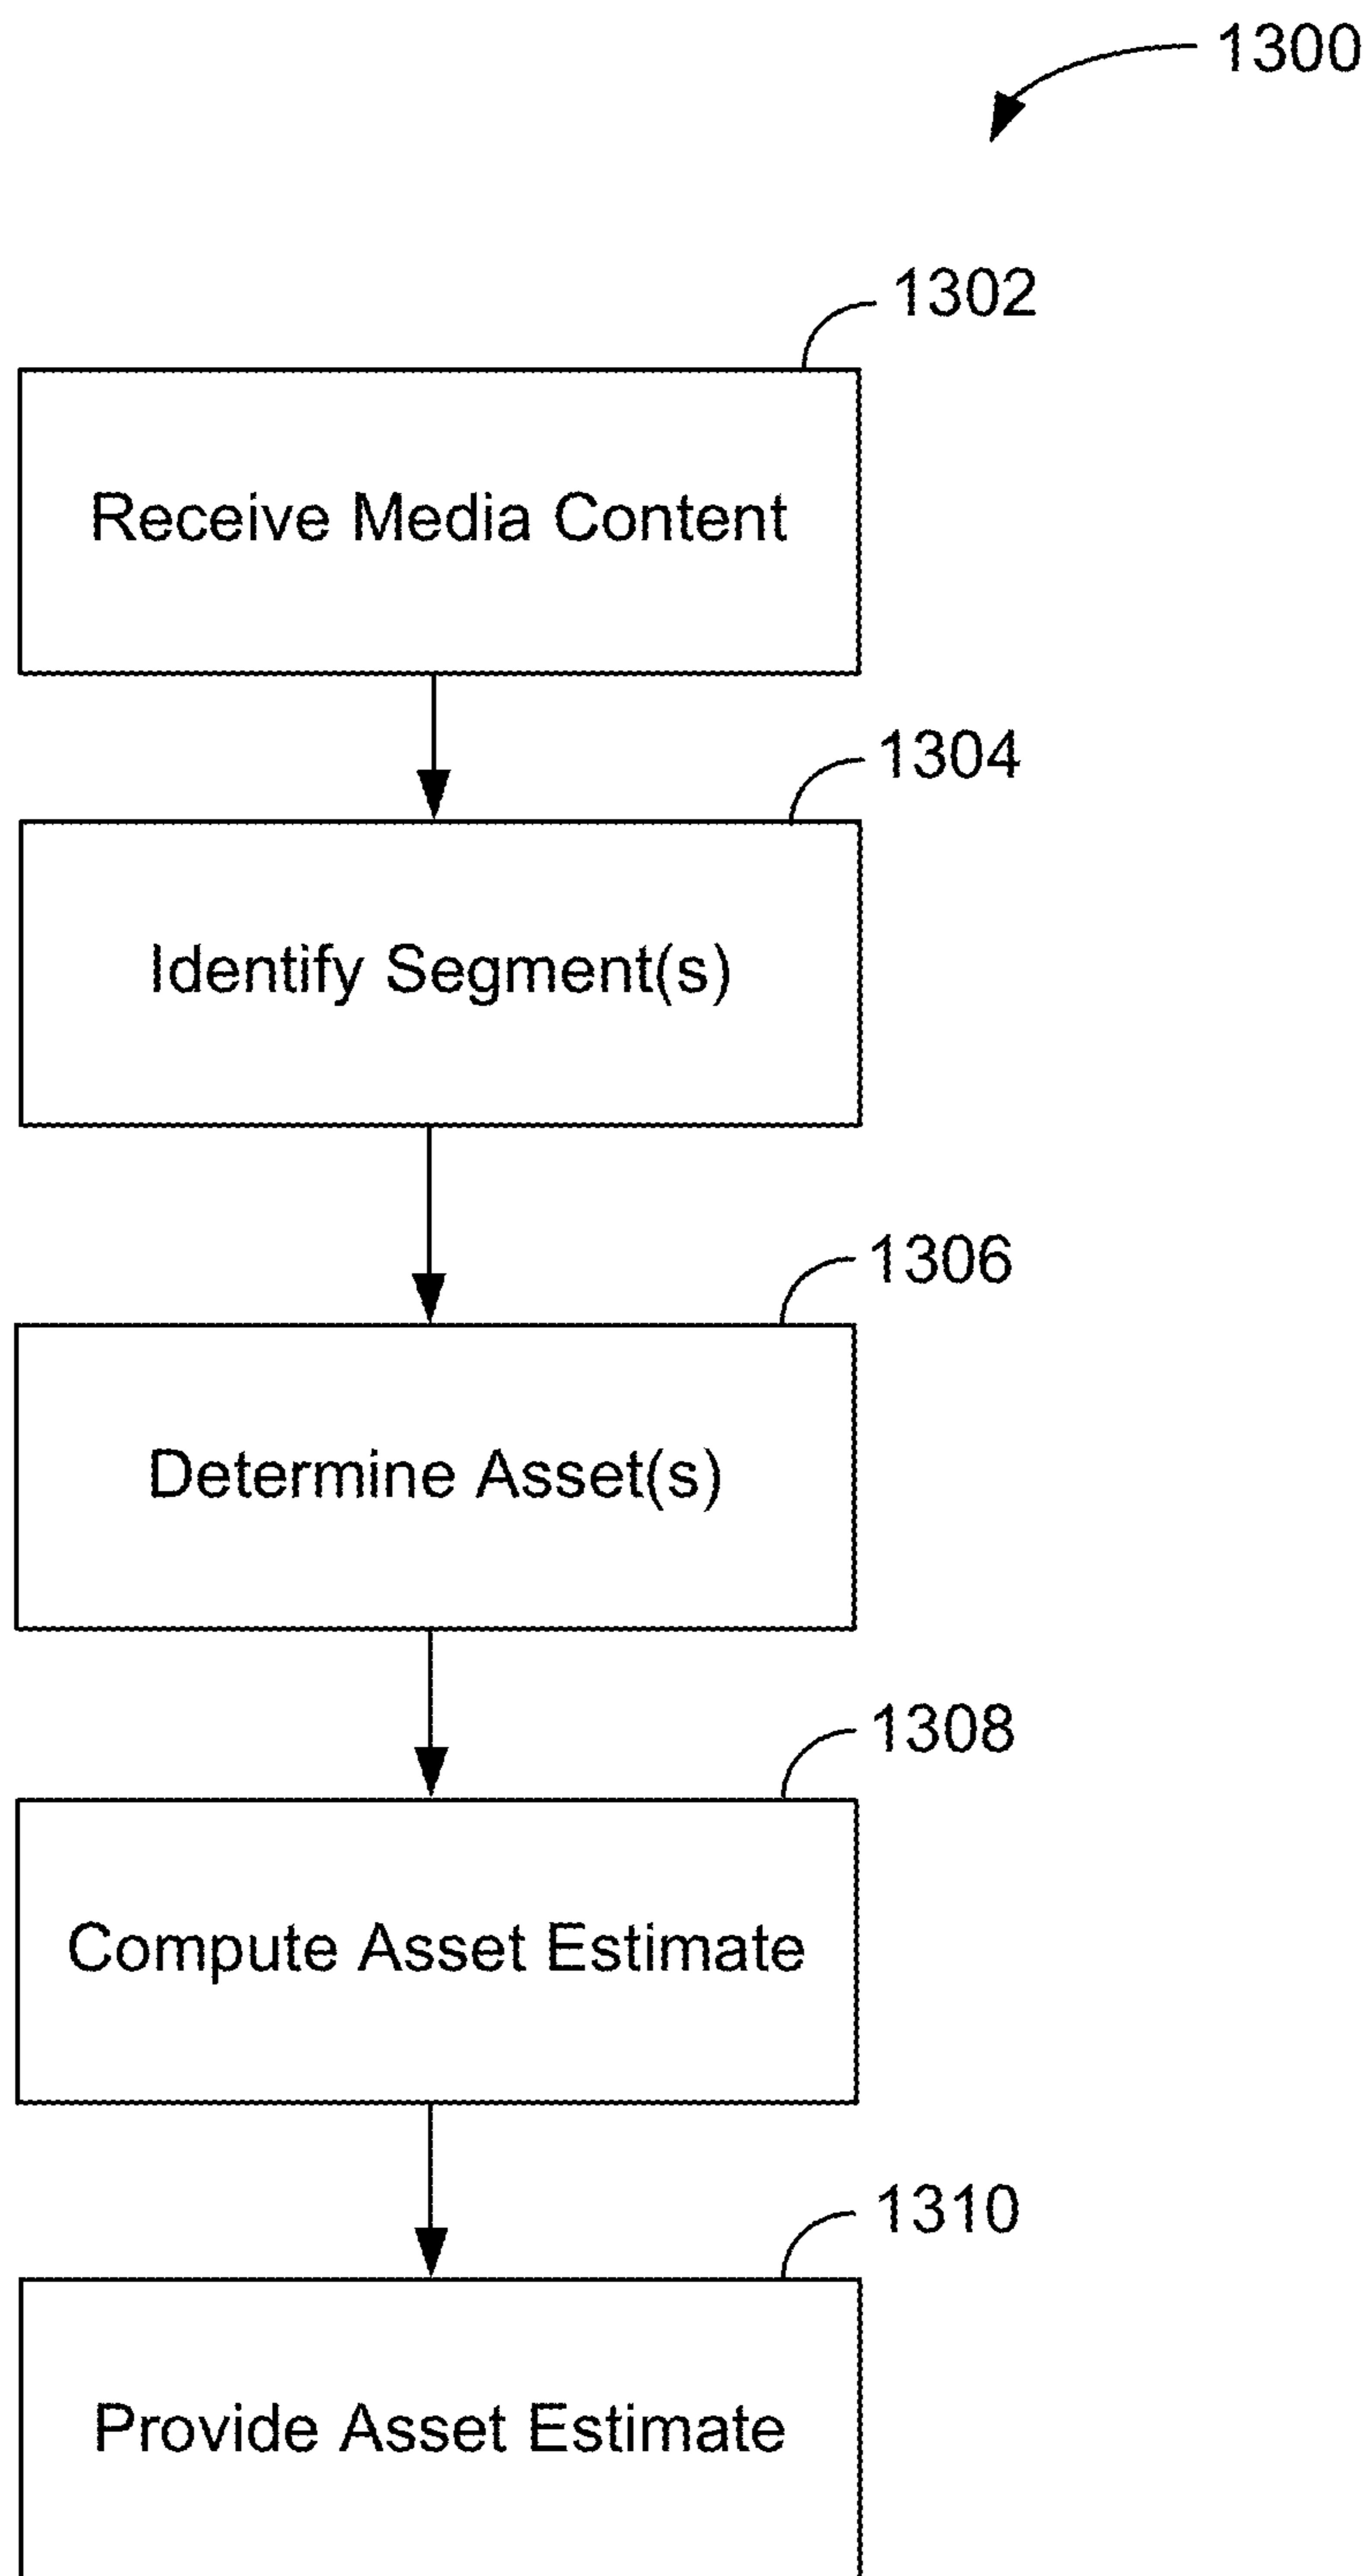 1300
1302
Receive Media Content
1304
Identify Segment(s)
1306
Determine Asset(s)
1308
Compute Asset Estimate
1310
Provide Asset Estimate